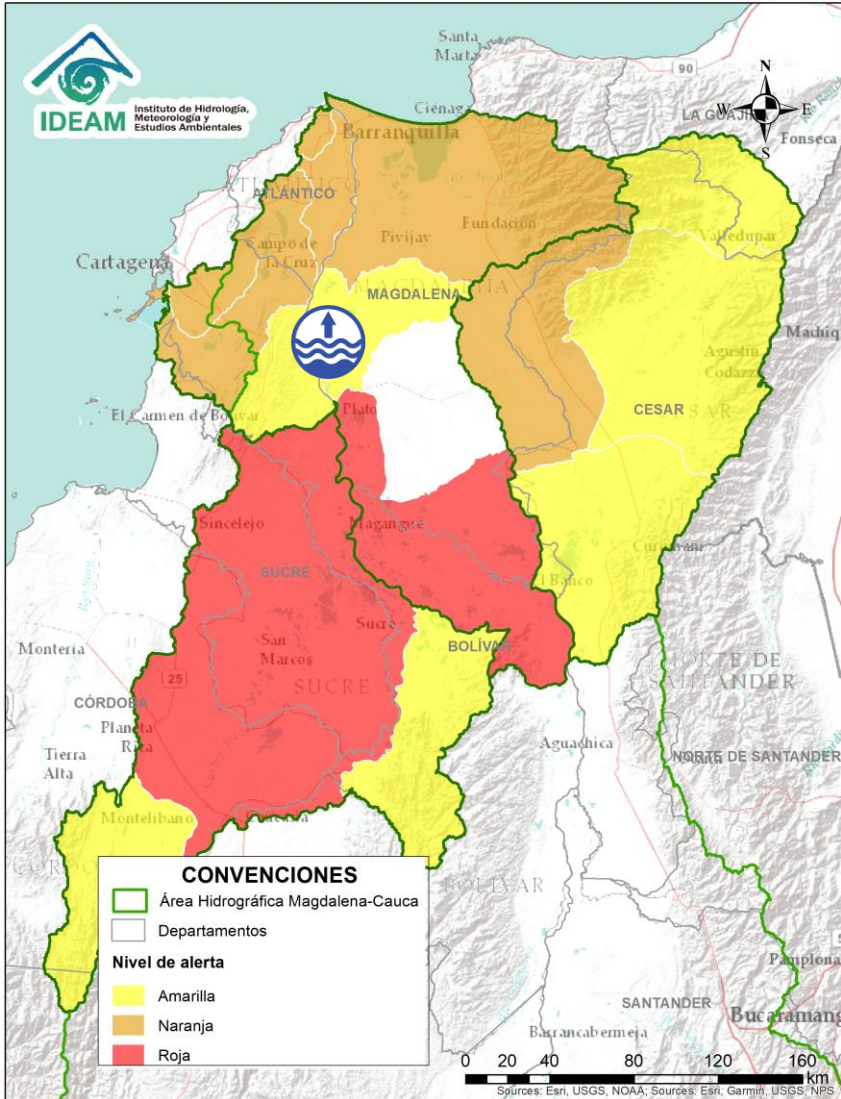 IDEAM
Instituto de Hidrología,
Meteorología y
Estudios Ambientales
Santa
Marta
90
N
W
E
S
Ciénaga
LA GUAJIRA
Fonseca
Barranquilla
ATLÁNTICO
Campo de
la Cruz
Pivijay
Fundación
Valledupar
Cartagena
MAGDALENA
Agustín
Codazzi
El Carmen de Bolívar
Plato
CESAR
Sincelejo
Magangué
Curumaní
SUCRE
El Banco
Sucre
Montería
San
Marcos
BOLÍVAR
SUCRE
25
NORTE DE
SANTANDER
CÓRDOBA
Planeta
Rica
Tierra
Alta
Aguachica
NORTE DE SANTANDER
Montelíbano
Caucasia
BOLÍVAR
CONVENCIONES
Área Hidrográfica Magdalena-Cauca
Departamentos
Nivel de alerta
Amarilla
Naranja
Roja
Pamplona
SANTANDER
Bucaramang
Barrancabermeja
0 20 40 80 120 160
km
Sources: Esri, USGS, NOAA; Sources: Esri, Garmin, USGS, NPS